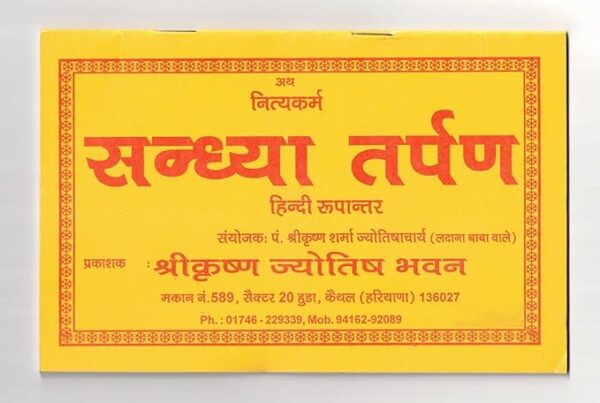 अथ
नित्यकर्म
सन्ध्या तर्पण
हिन्दी रूपान्तर
संयोजक: पं. श्रीकृष्ण शर्मा ज्योतिषाचार्य (लदाना बाबा वाले)
प्रकाशक : श्रीकृष्ण ज्योतिष भवन
मकान नं.589, सैक्टर 20 हुडा, कैथल (हरियाणा) 136027
Ph. : 01746 - 229339, Mob. 94162-92089